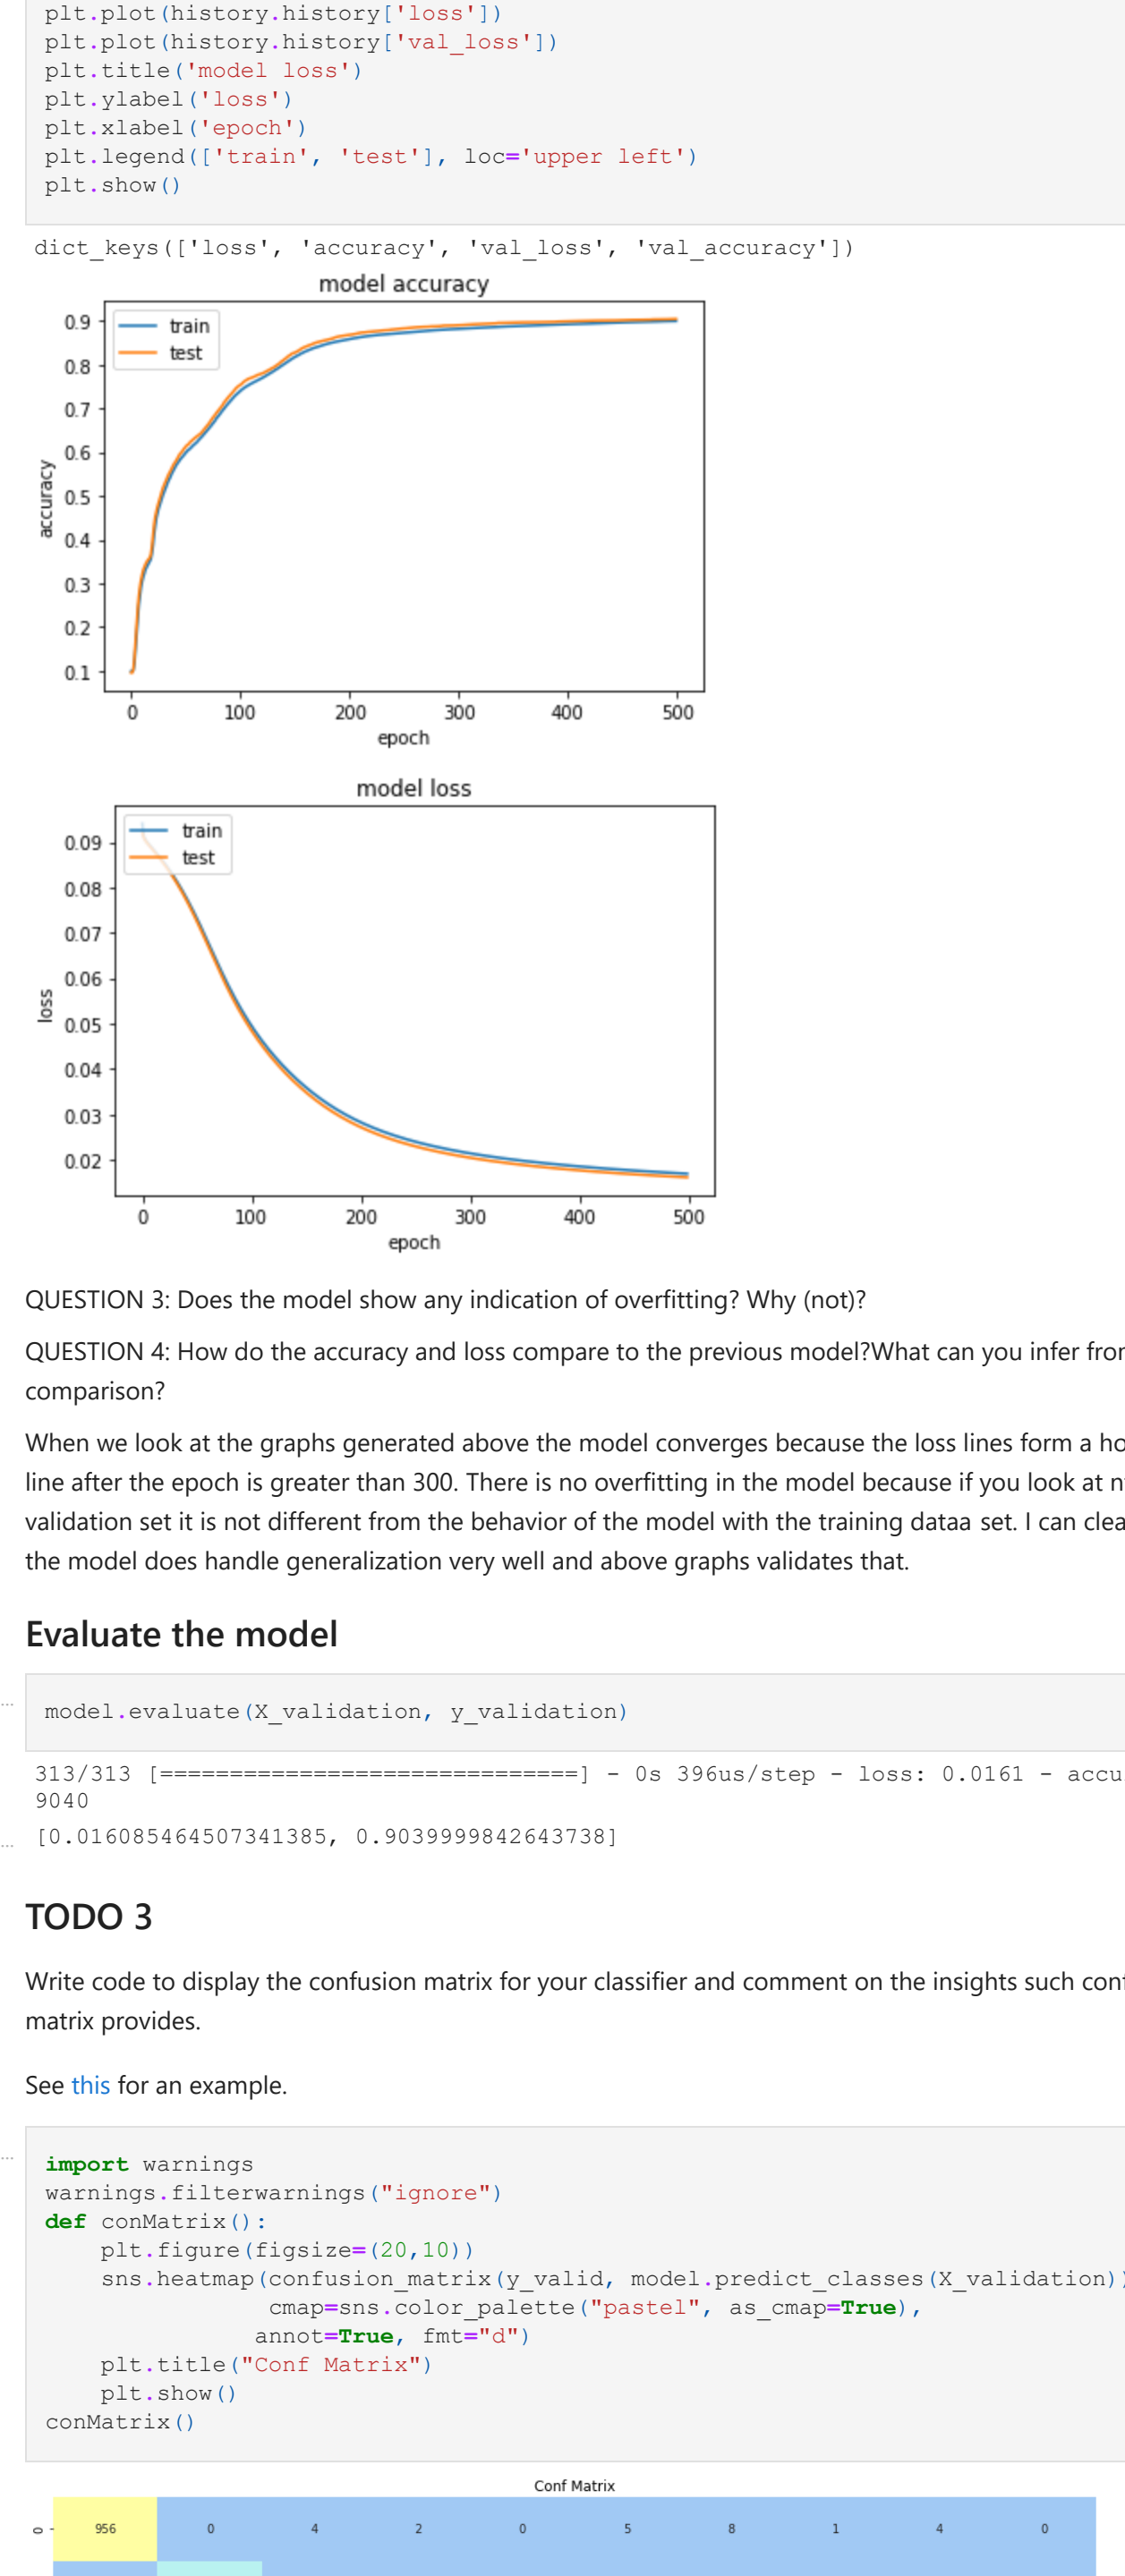 plt.plot(history.history['loss'])
plt.plot(history.history['val_loss'])
plt.title('model loss')
plt.ylabel('loss')
plt.xlabel('epoch')
plt.legend(['train', 'test'], loc='upper left')
plt.show()
dict_keys(['loss', 'accuracy', 'val_loss', 'val_accuracy'])
model accuracy
train
test
0.9
0.8
0.7
0.6
0.5
0.4
0.3
0.2
0.1
accuracy
0 100 200 300 400 500
epoch
model loss
train
test
0.09
0.08
0.07
0.06
0.05
0.04
0.03
0.02
loss
0 100 200 300 400 500
epoch
QUESTION 3: Does the model show any indication of overfitting? Why (not)?
QUESTION 4: How do the accuracy and loss compare to the previous model?What can you infer
comparison?
When we look at the graphs generated above the model converges because the loss lines form a
line after the epoch is greater than 300. There is no overfitting in the model because if you look at
validation set it is not different from the behavior of the model with the training dataa set. I can
the model does handle generalization very well and above graphs validates that.
Evaluate the model
...
model.evaluate(X_validation, y_validation)
313/313 [==============================] - 0s 396us/step - loss: 0.0161 -
9040
...
[0.016085464507341385, 0.9039999842643738]
TODO 3
Write code to display the confusion matrix for your classifier and comment on the insights such
matrix provides.
See this for an example.
...
import warnings
warnings.filterwarnings("ignore")
def conMatrix():
    plt.figure(figsize=(20,10))
    sns.heatmap(confusion_matrix(y_valid, model.predict_classes(X_validation))
                cmap=sns.color_palette("pastel", as_cmap=True),
               annot=True, fmt="d")
    plt.title("Conf Matrix")
    plt.show()
conMatrix()
Conf Matrix
0 956 0 4 2 0 5 8 1 4 0